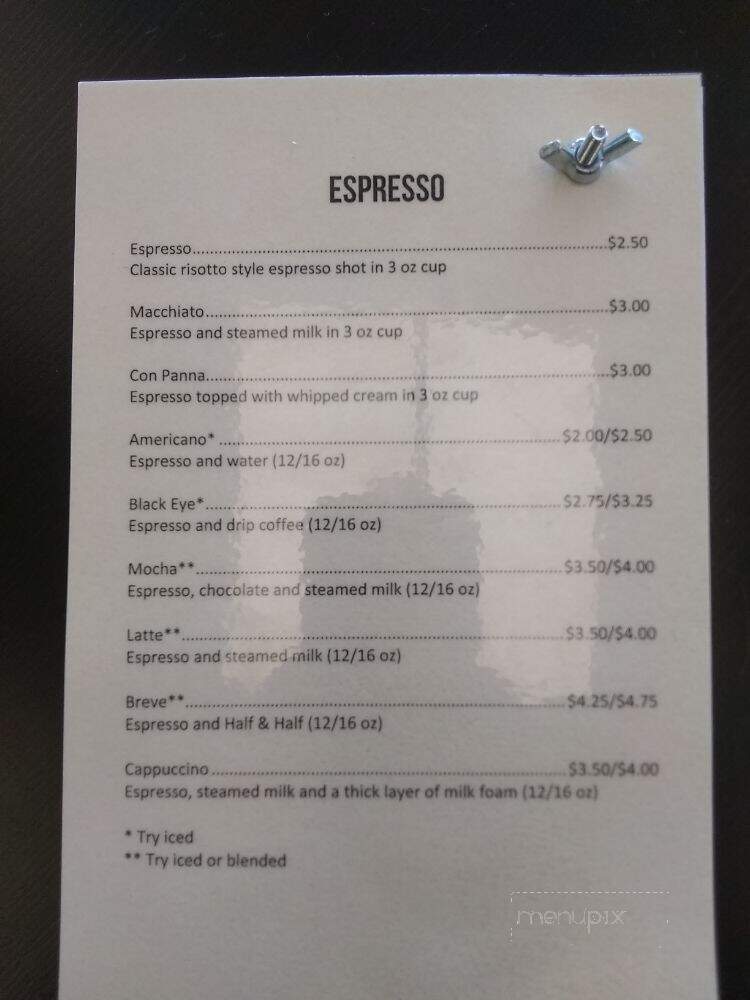 ESPRESSO
Espresso....................$2.50
Classic risotto style espresso shot in 3 oz cup
Macchiato....................$3.00
Espresso and steamed milk in 3 oz cup
Con Panna....................$3.00
Espresso topped with whipped cream in 3 oz cup
Americano* ....................$2.00/$2.50
Espresso and water (12/16 oz)
Black Eye*....................$2.75/$3.25
Espresso and drip coffee (12/16 oz)
Mocha**....................$3.50/$4.00
Espresso, chocolate and steamed milk (12/16 oz)
Latte**....................$3.50/$4.00
Espresso and steamed milk (12/16 oz)
Breve**....................$4.25/$4.75
Espresso and Half & Half (12/16 oz)
Cappuccino....................$3.50/$4.00
Espresso, steamed milk and a thick layer of milk foam (12/16 oz)
* Try iced
** Try iced or blended
menupix